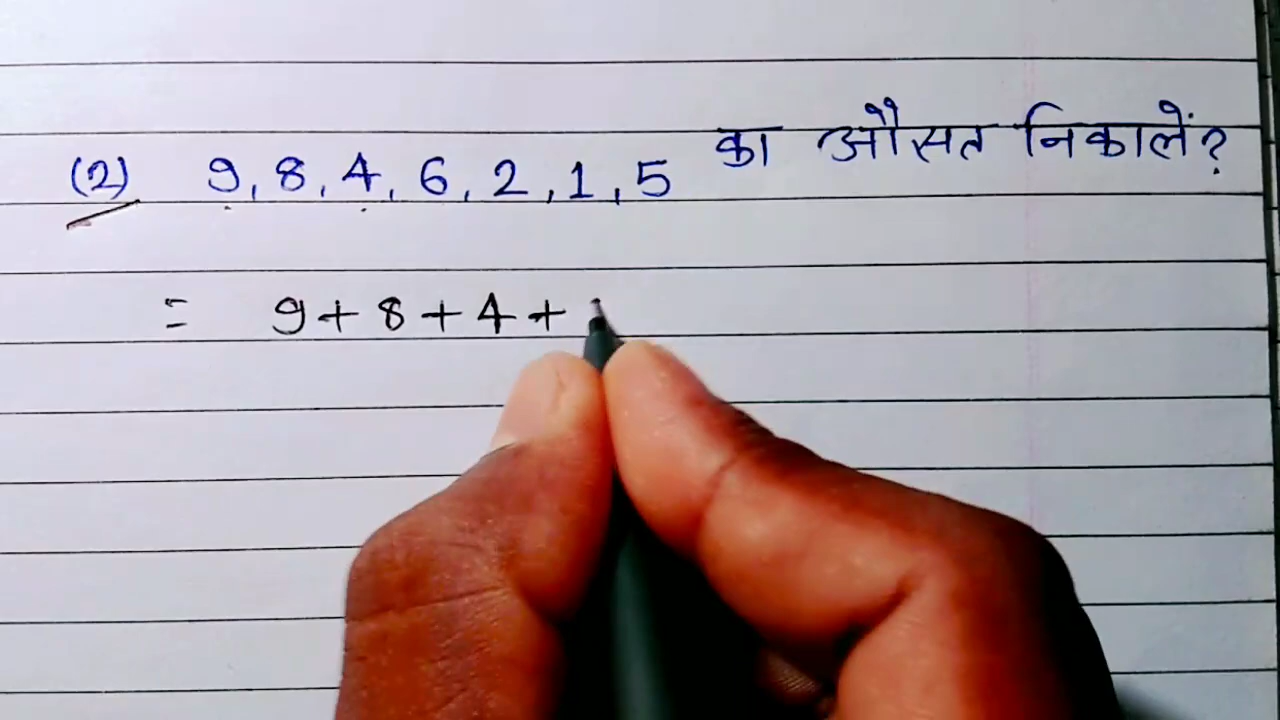 (2) 9, 8, 4, 6, 2, 1, 5 का औसत निकालें?
= 9 + 8 + 4 +